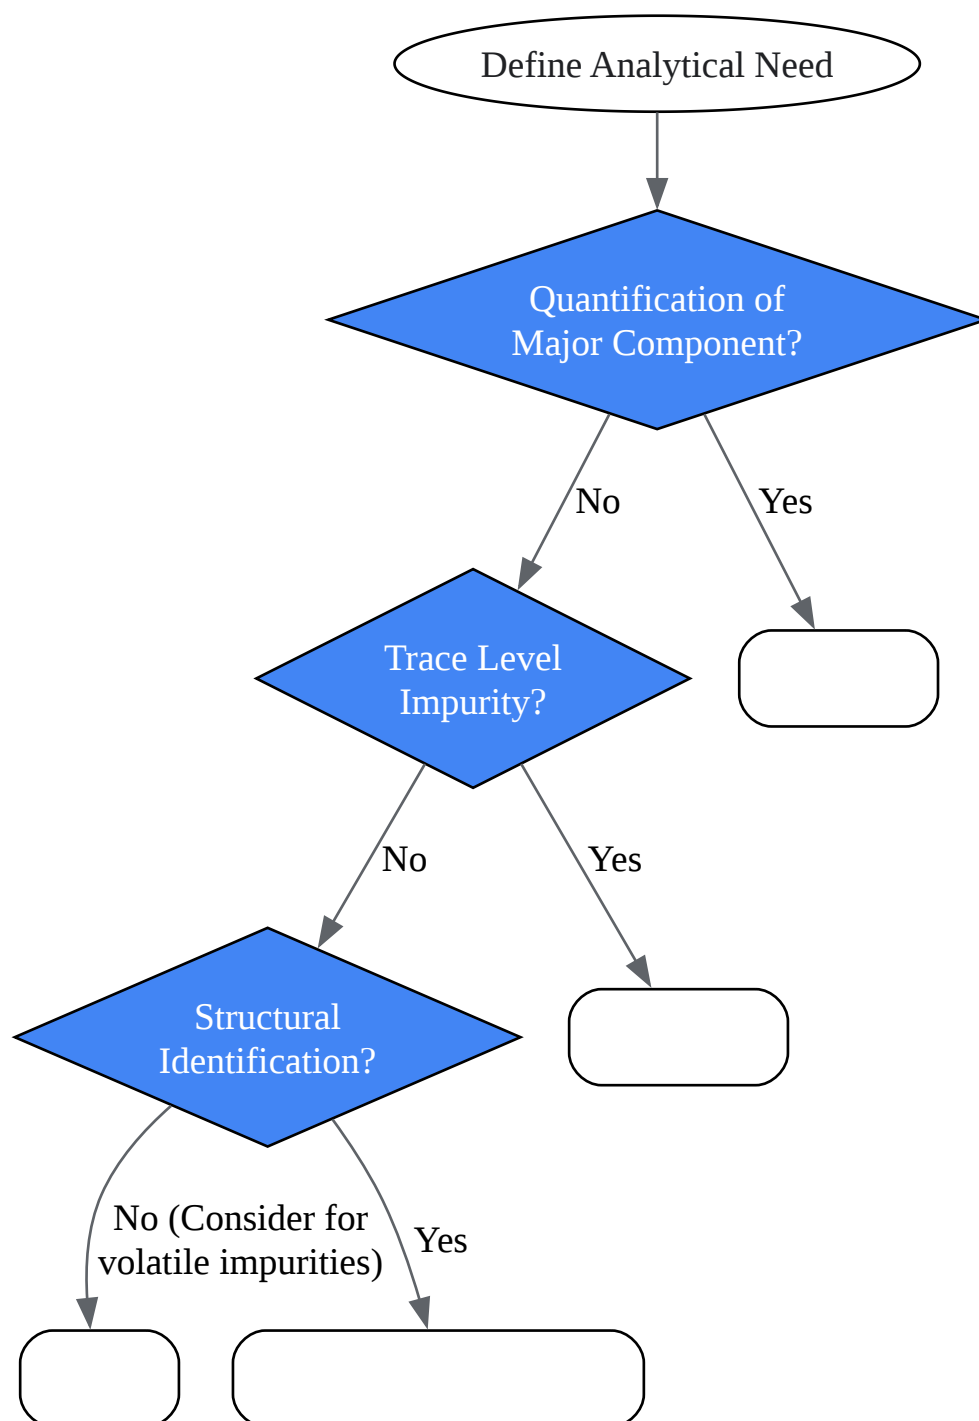 Define Analytical Need
Quantification of
Major Component?
No
Yes
Trace Level
Impurity?
No
Yes
Structural
Identification?
No (Consider for
volatile impurities)
Yes